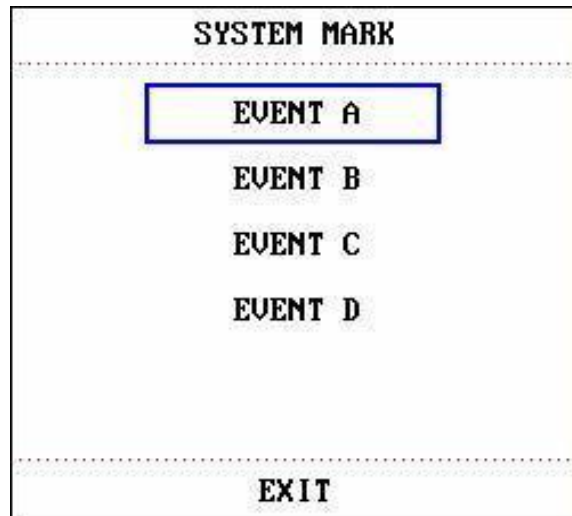 SYSTEM MARK
EVENT A
EVENT B
EVENT C
EVENT D
EXIT